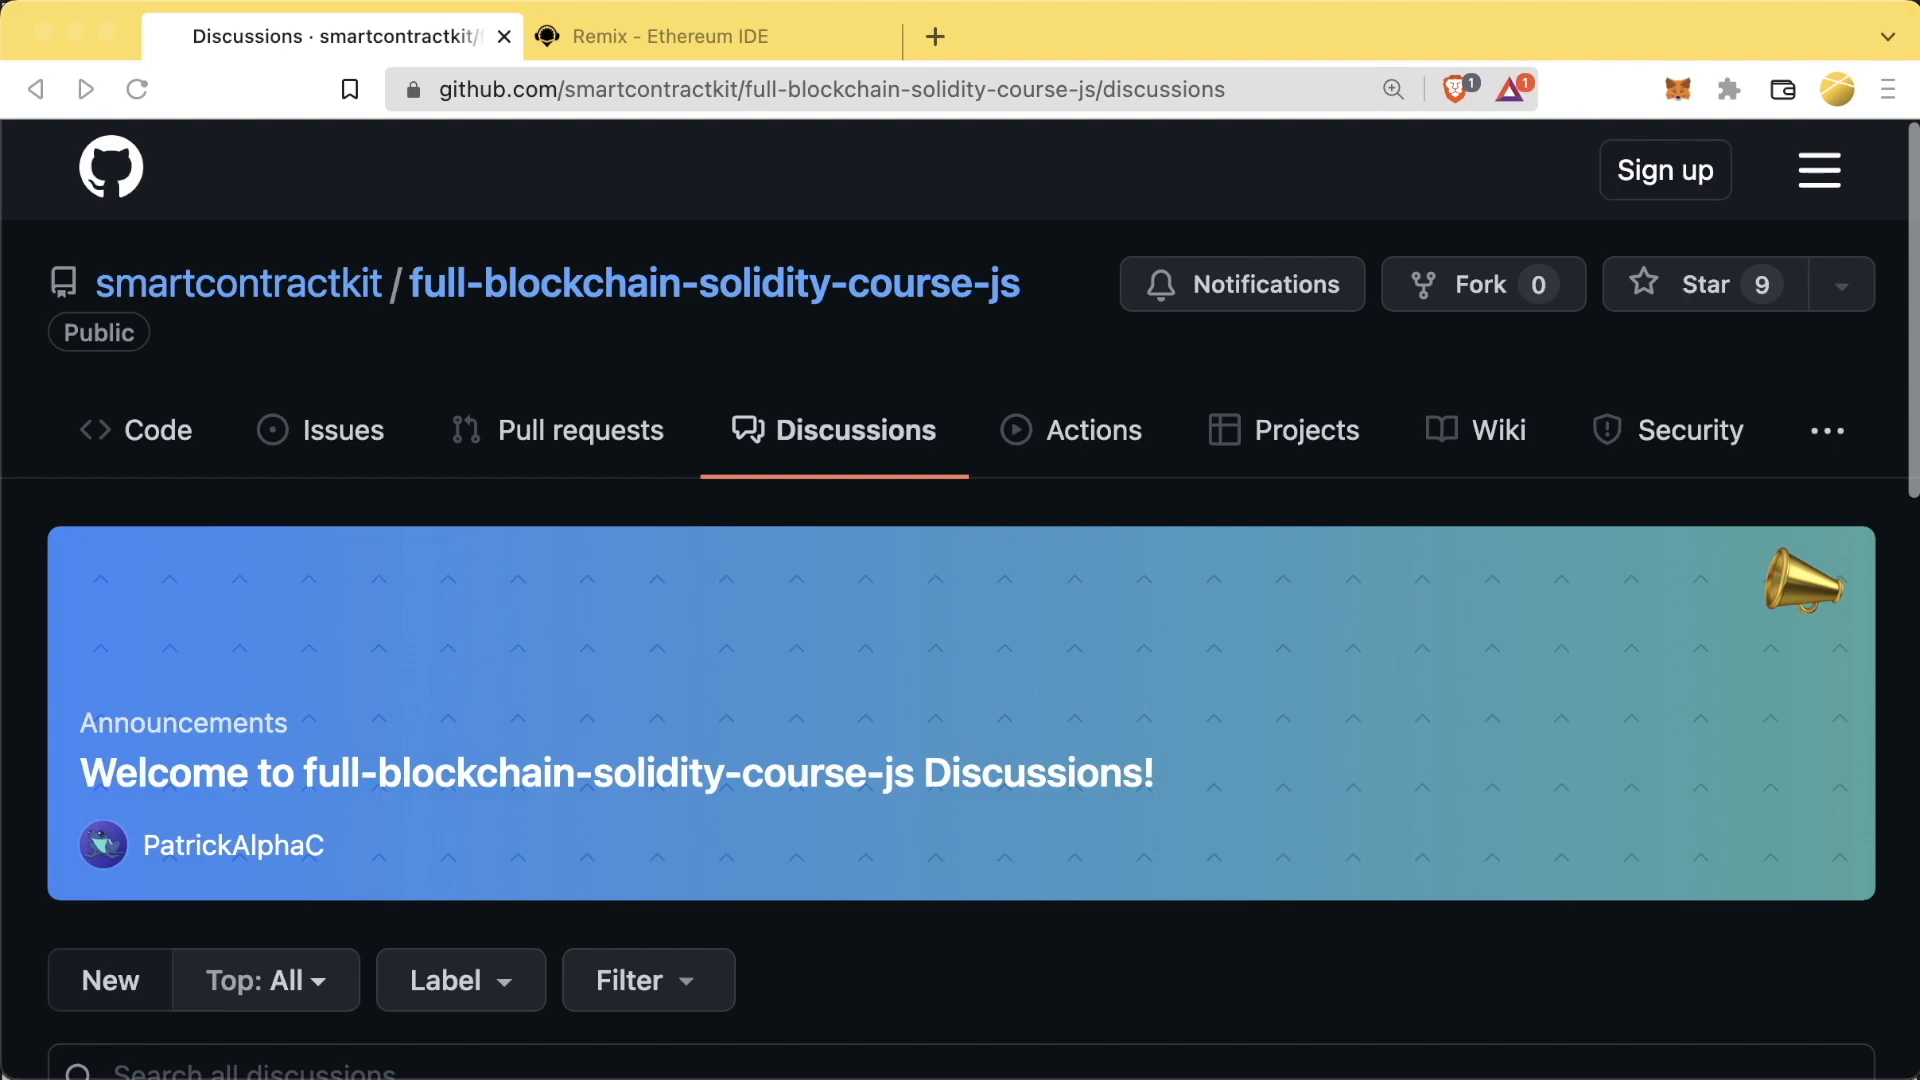 Discussions · smartcontractkit/
Remix - Ethereum IDE
github.com/smartcontractkit/full-blockchain-solidity-course-js/discussions
1
1
Sign up
smartcontractkit / full-blockchain-solidity-course-js
Public
Notifications
Fork 0
Star 9
Code
Issues
Pull requests
Discussions
Actions
Projects
Wiki
Security
Announcements
Welcome to full-blockchain-solidity-course-js Discussions!
PatrickAlphaC
New
Top: All
Label
Filter
Search all discussions